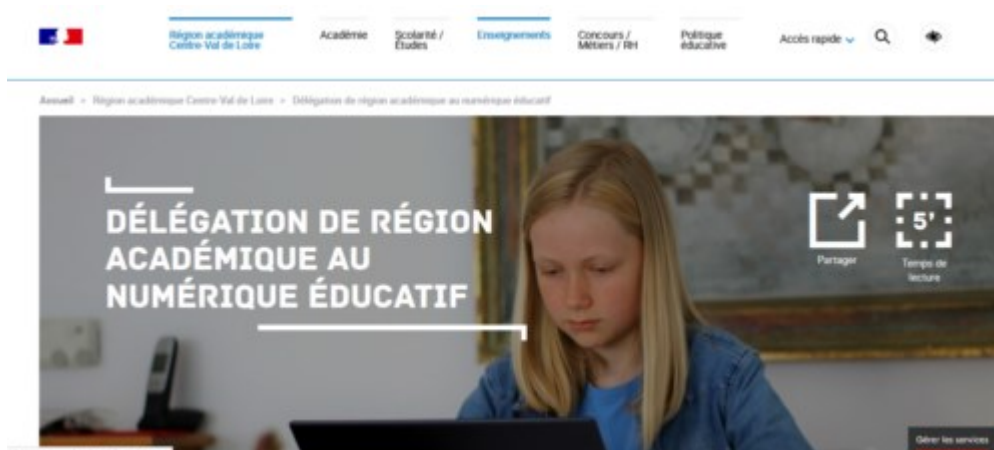 Région académique
Centre-Val de Loire
Académie
Scolarité /
Études
Enseignements
Concours /
Métiers / RH
Politique
éducative
Accès rapide
Accueil > Région académique Centre-Val de Loire > Délégation de région académique au numérique éducatif
DÉLÉGATION DE RÉGION
ACADÉMIQUE AU
NUMÉRIQUE ÉDUCATIF
Partager
5'
Temps de
lecture
Gérer les services